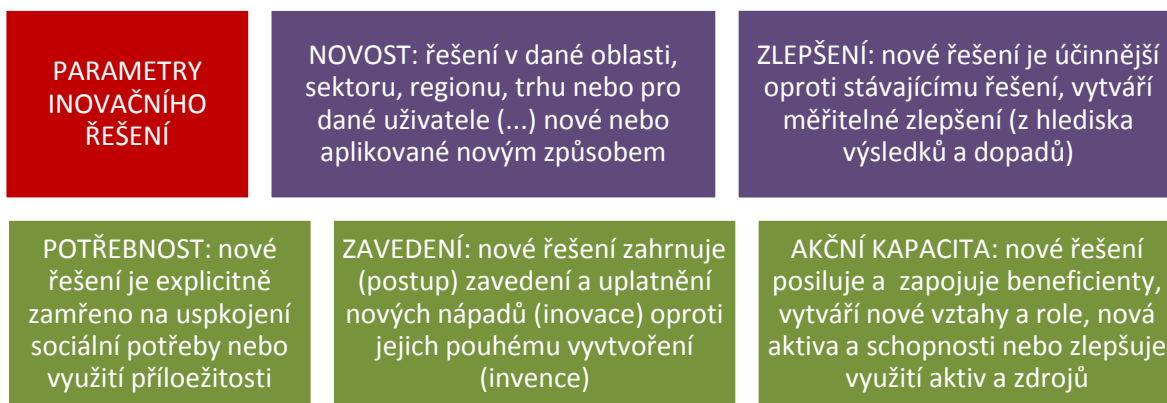 PARAMETRY
INOVAČNÍHO
ŘEŠENÍ
NOVOST: řešení v dané oblasti,
sektoru, regionu, trhu nebo pro
dané uživatele (...) nové nebo
aplikované novým způsobem
ZLEPŠENÍ: nové řešení je účinnější
oproti stávajícímu řešení, vytváří
měřitelné zlepšení (z hlediska
výsledků a dopadů)
POTŘEBNOST: nové
řešení je explicitně
zamřeno na uspkojení
sociální potřeby nebo
využití příloežitosti
ZAVEDENÍ: nové řešení zahrnuje
(postup) zavedení a uplatnění
nových nápadů (inovace) oproti
jejich pouhému vyvtvoření
(invence)
AKČNÍ KAPACITA: nové řešení
posiluje a  zapojuje beneficienty,
vytváří nové vztahy a role, nová
aktiva a schopnosti nebo zlepšuje
využití aktiv a zdrojů